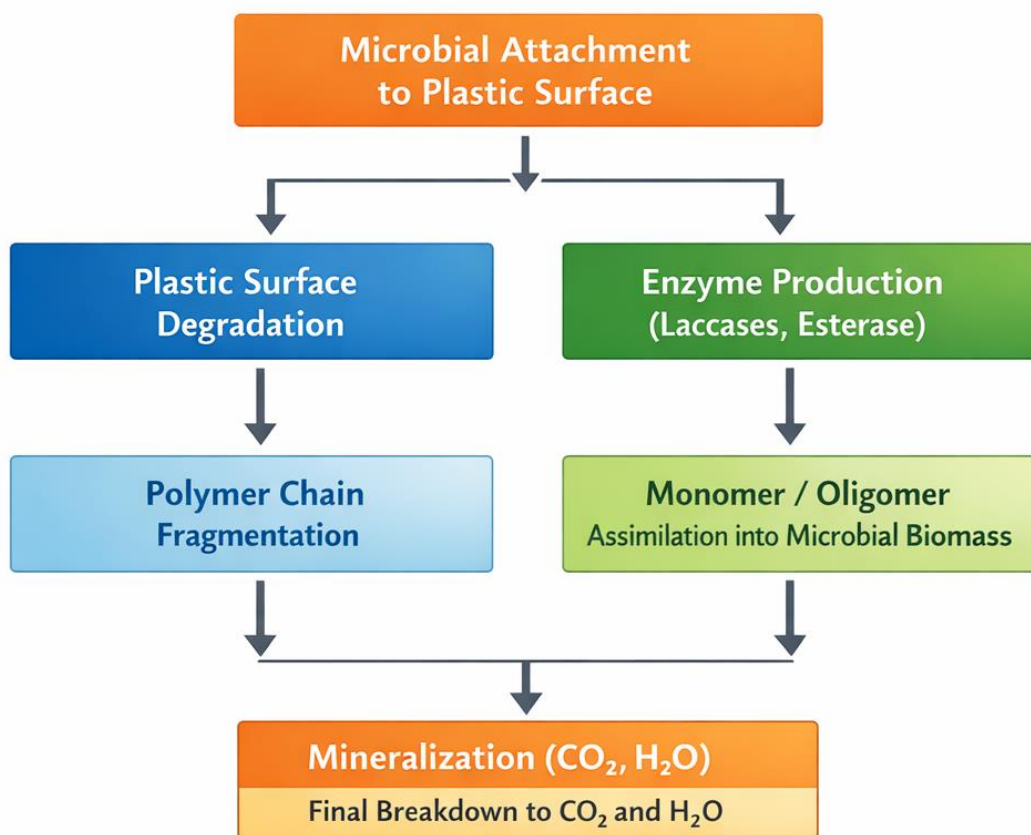 Microbial Attachment
to Plastic Surface
Plastic Surface
Degradation
Enzyme Production
(Laccases, Esterase)
Polymer Chain
Fragmentation
Monomer / Oligomer
Assimilation into Microbial Biomass
Mineralization (CO₂, H₂O)
Final Breakdown to CO₂ and H₂O